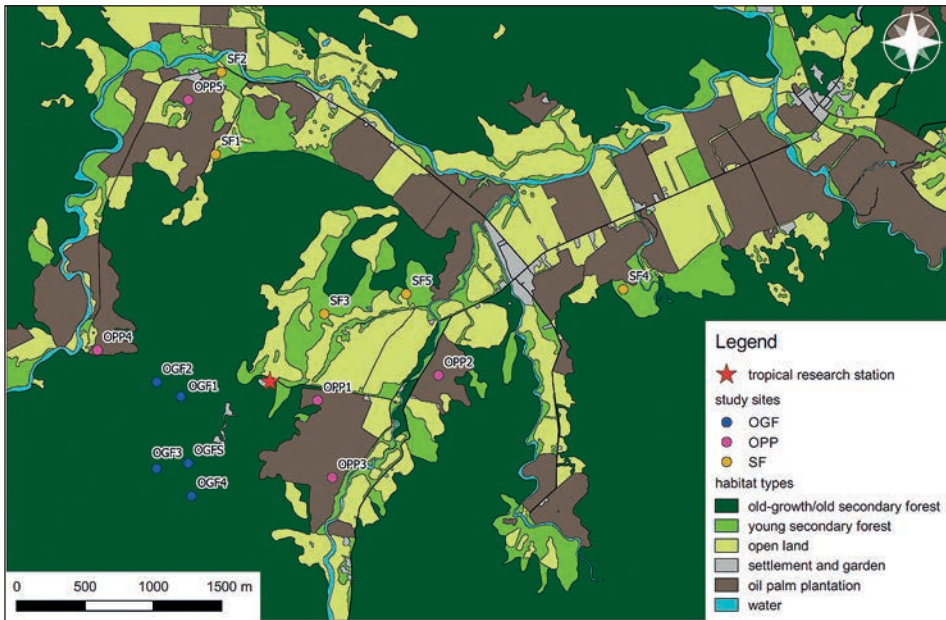 SF2
OPP5
SF1
SF5
SF4
SF3
OPP4
OPP2
OGF2
OPP1
OGF1
OGF5
OGF3
OPP3
OGF4
Legend
tropical research station
study sites
OGF
OPP
SF
habitat types
old-growth/old secondary forest
young secondary forest
open land
settlement and garden
oil palm plantation
water
0 500 1000 1500 m